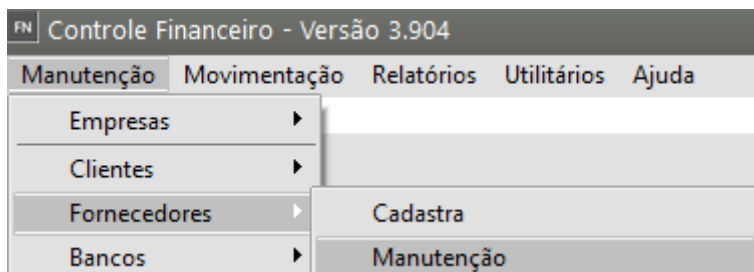 FN Controle Financeiro - Versão 3.904
Manutenção Movimentação Relatórios Utilitários Ajuda
Empresas
Clientes
Fornecedores Cadastra
Bancos Manutenção